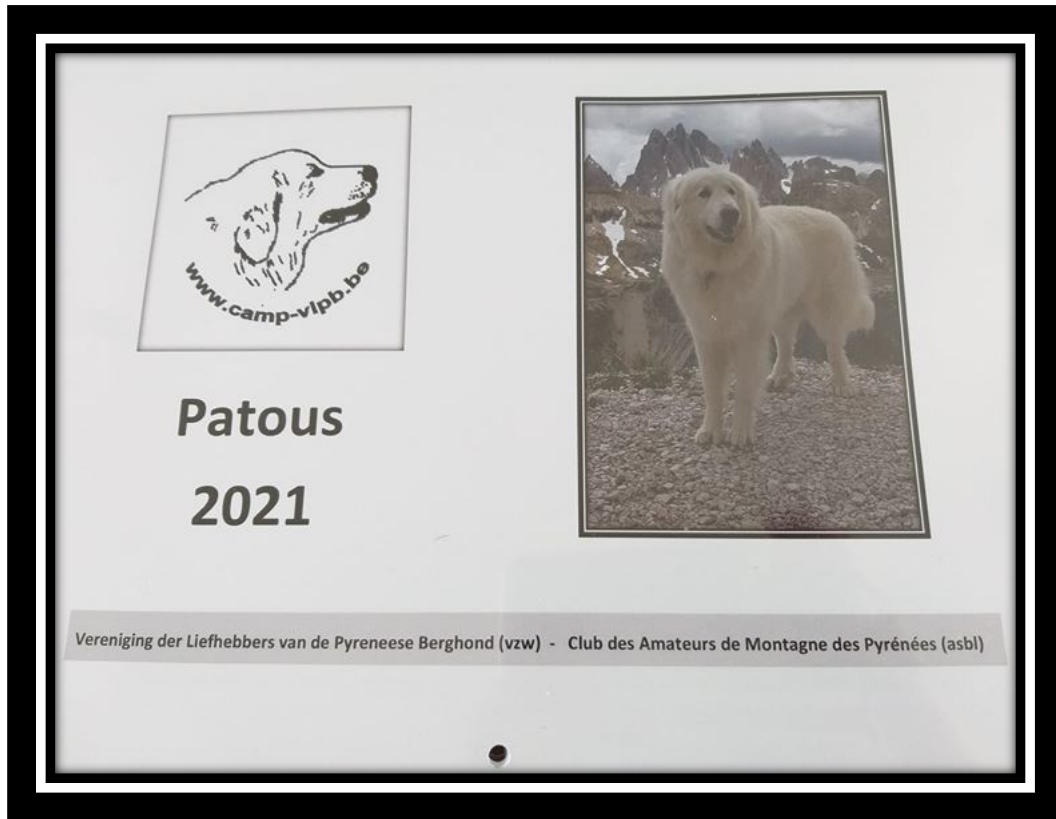 www.camp-vlpb.be
Patous
2021
Vereniging der Liefhebbers van de Pyreneese Berghond (vzw) - Club des Amateurs de Montagne des Pyrénées (asbl)